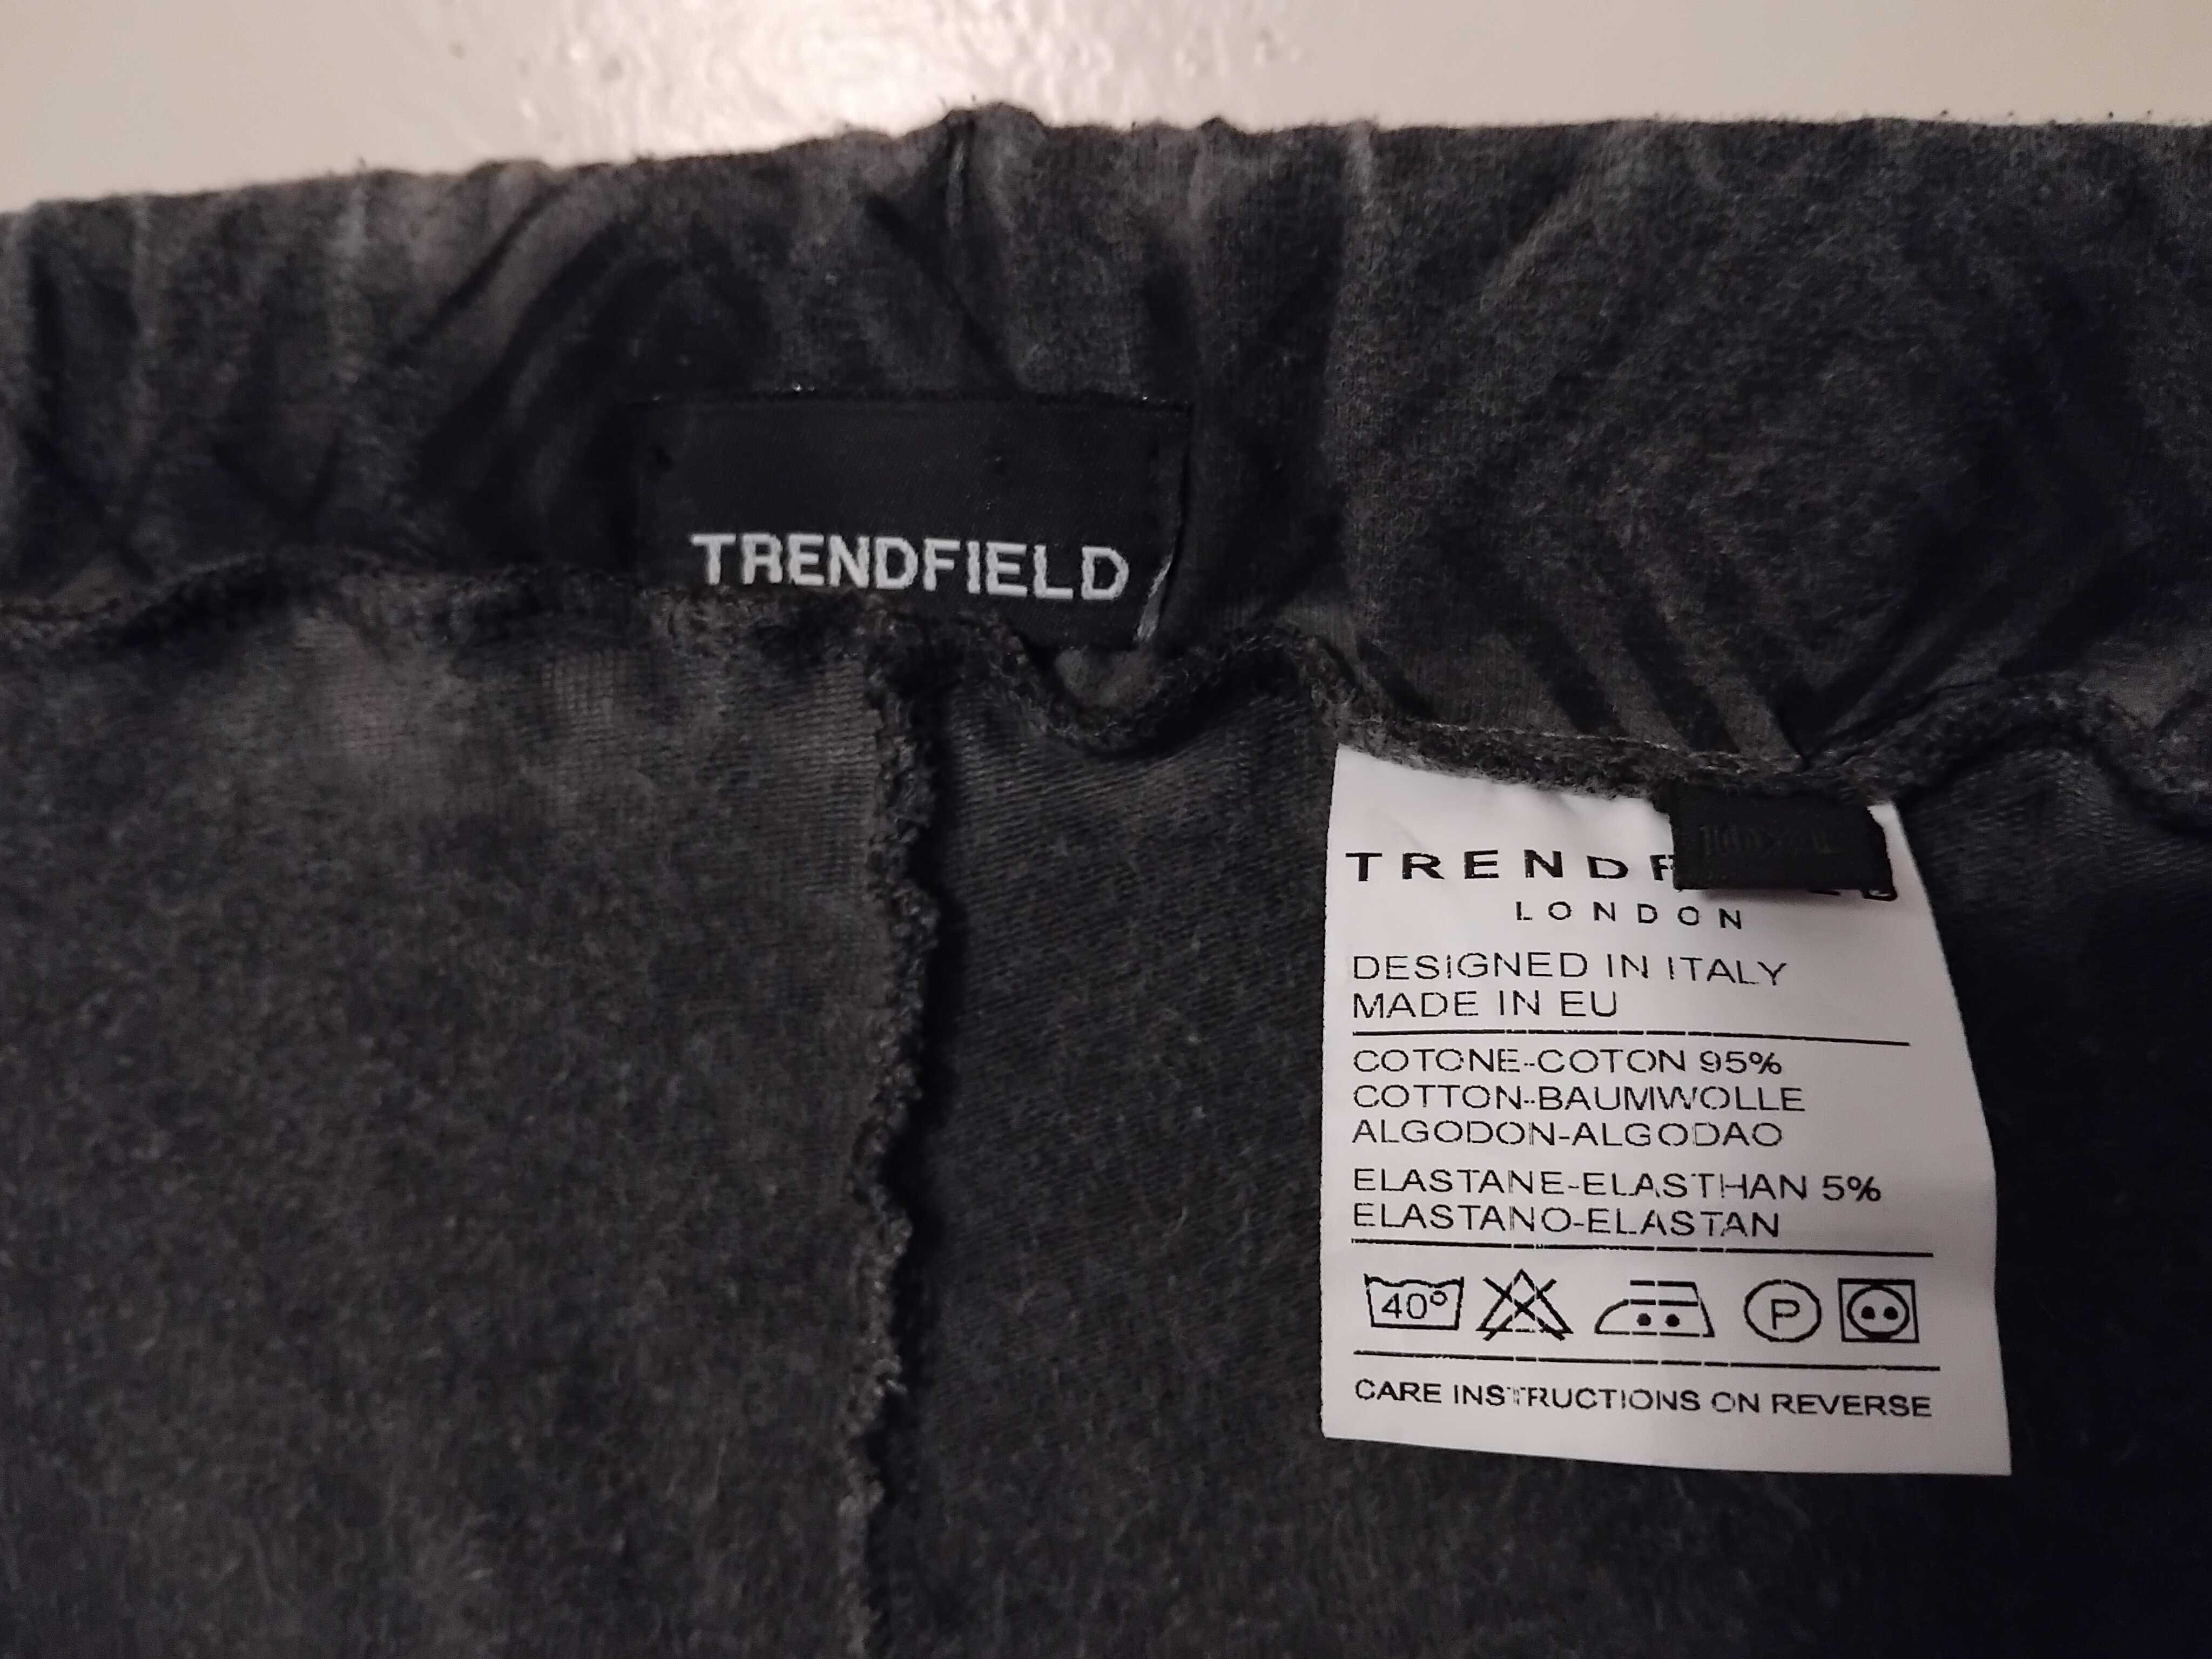 TRENDFIELD
TREND
LONDON
DESIGNED IN ITALY
MADE IN EU
COTONE-COTON 95%
COTTON-BAUMWOLLE
ALGODON-ALGODAO
ELASTANE-ELASTHAN 5%
ELASTANO-ELASTAN
40° P
CARE INSTRUCTIONS ON REVERSE